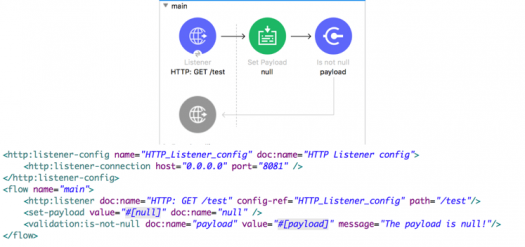 main
Listener
HTTP: GET /test
Set Payload
null
Is not null
payload
<http:listener-config name="HTTP_Listener_config" doc:name="HTTP Listener config">
<http:listener-connection host="0.0.0.0" port="8081" />
</http:listener-config>
<flow name="main">
<http:listener doc:name="HTTP: GET /test" config-ref="HTTP_Listener_config" path="/test"/>
<set-payload value="#[null]" doc:name="null" />
<validation:is-not-null doc:name="payload" value="#[payload]" message="The payload is null!"/>
</flow>